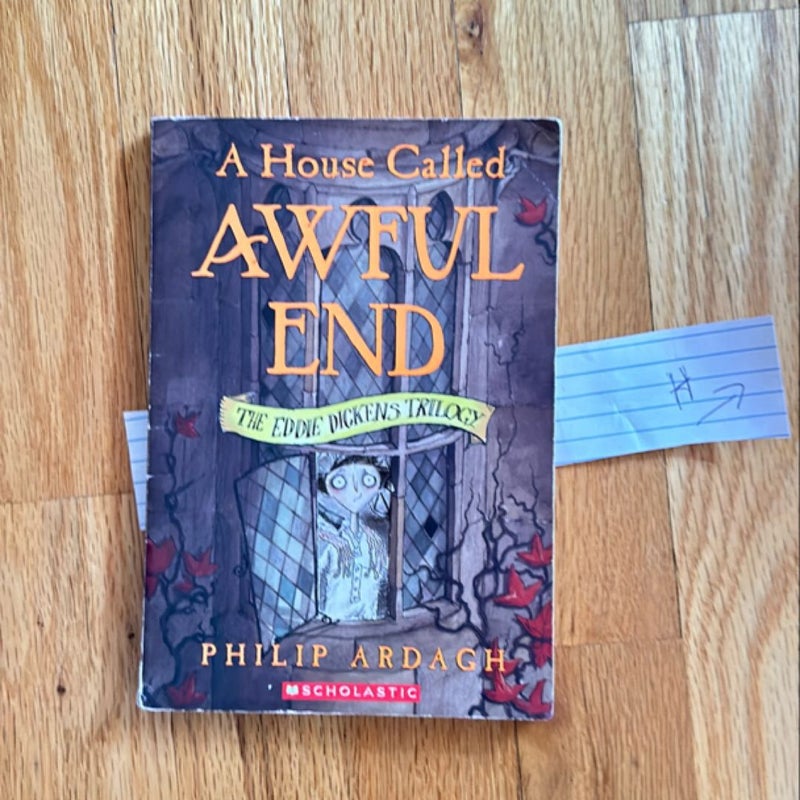 A House Called
AWFUL
END
THE EDDIE DICKENS TRILOGY
PHILIP ARDAGH
SCHOLASTIC